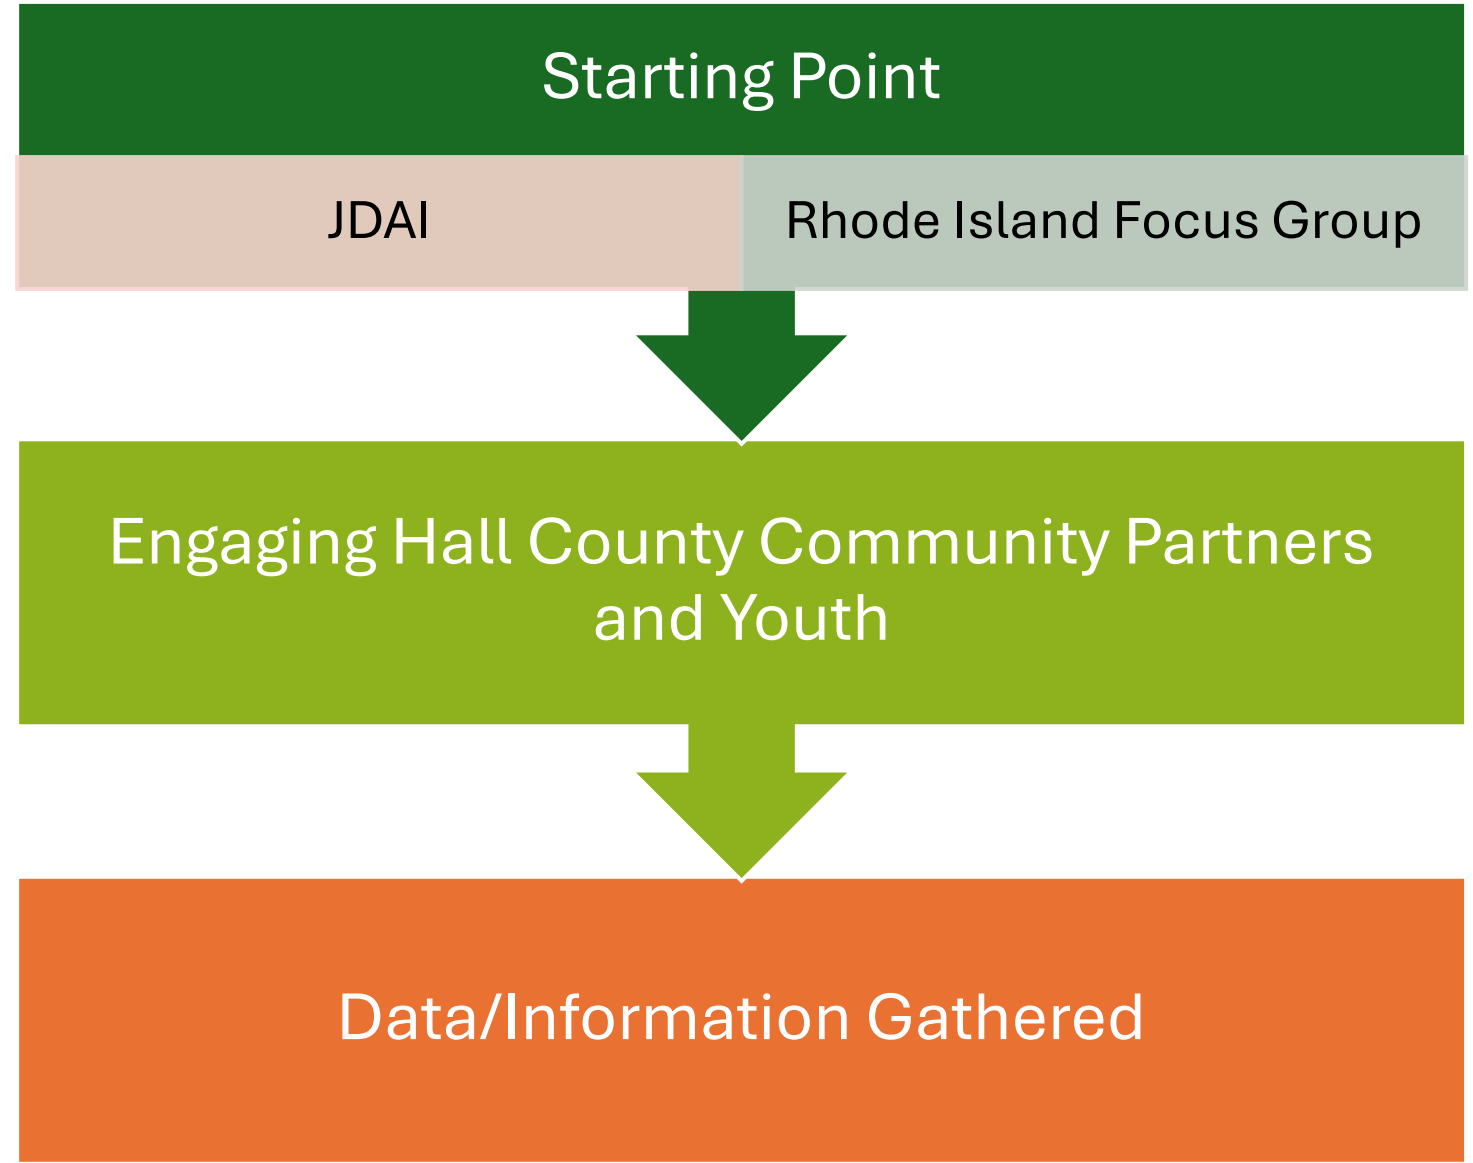 Starting Point
JDAI
Rhode Island Focus Group
Engaging Hall County Community Partners
and Youth
Data/Information Gathered